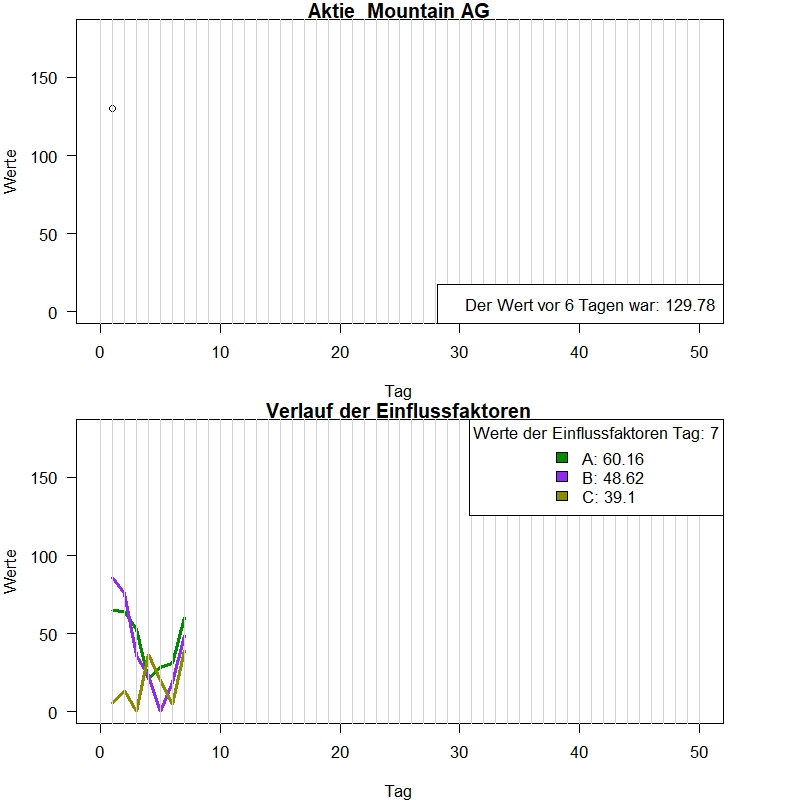 Aktie  Mountain AG
Werte
150
100
50
0
Der Wert vor 6 Tagen war: 129.78
0 10 20 30 40 50
Tag
Verlauf der Einflussfaktoren
Werte
150
100
50
0
Werte der Einflussfaktoren Tag: 7
A: 60.16
B: 48.62
C: 39.1
0 10 20 30 40 50
Tag